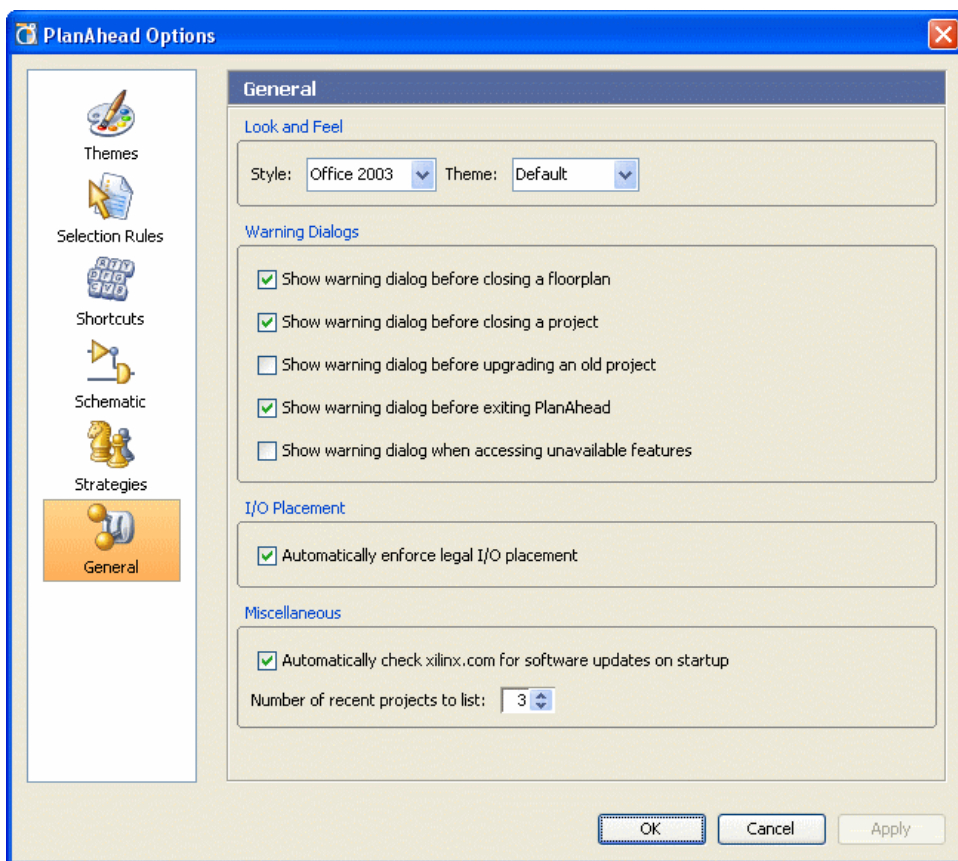 PlanAhead Options
Themes
Selection Rules
Shortcuts
Schematic
Strategies
General
General
Look and Feel
Style: Office 2003 Theme: Default
Warning Dialogs
Show warning dialog before closing a floorplan
Show warning dialog before closing a project
Show warning dialog before upgrading an old project
Show warning dialog before exiting PlanAhead
Show warning dialog when accessing unavailable features
I/O Placement
Automatically enforce legal I/O placement
Miscellaneous
Automatically check xilinx.com for software updates on startup
Number of recent projects to list: 3
OK Cancel Apply